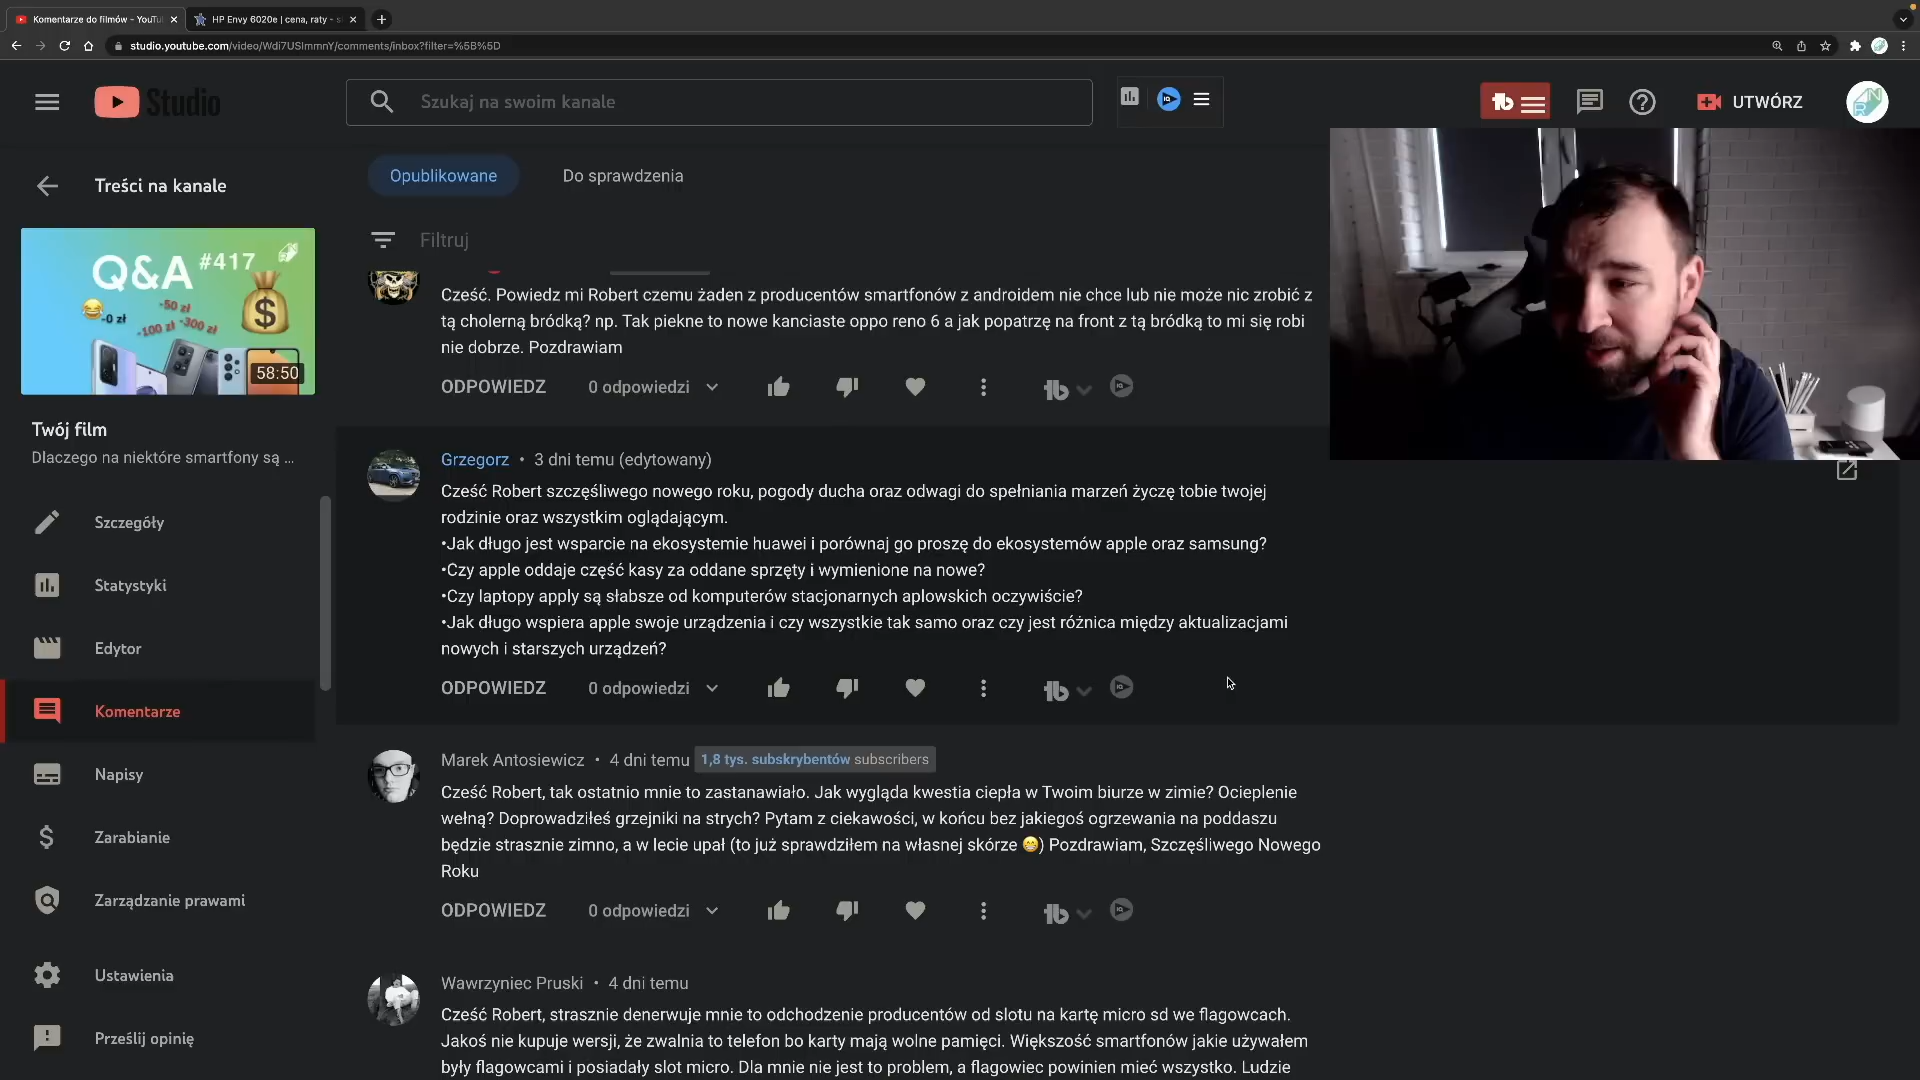 Komentarze do filmów - YouTu
HP Envy 6020e | cena, raty -
studio.youtube.com/video/Wdi7USImmnY/comments/inbox?filter=%5B%5D
Studio
Szukaj na swoim kanale
UTWÓRZ
Treści na kanale
Q&A #417
-0 zł
-50 zł
-100 zł -300 zł
58:50
Twój film
Dlaczego na niektóre smartfony są ...
Szczegóły
Statystyki
Edytor
Komentarze
Napisy
Zarabianie
Zarządzanie prawami
Ustawienia
Prześlij opinię
Opublikowane
Do sprawdzenia
Filtruj
Cześć. Powiedz mi Robert czemu żaden z producentów smartfonów z androidem nie chce lub nie może nic zrobić z
tą cholerną bródką? np. Tak piekne to nowe kanciaste oppo reno 6 a jak popatrzę na front z tą bródką to mi się robi
nie dobrze. Pozdrawiam
ODPOWIEDZ 0 odpowiedzi
Grzegorz • 3 dni temu (edytowany)
Cześć Robert szczęśliwego nowego roku, pogody ducha oraz odwagi do spełniania marzeń życzę tobie twojej
rodzinie oraz wszystkim oglądającym.
•Jak długo jest wsparcie na ekosystemie huawei i porównaj go proszę do ekosystemów apple oraz samsung?
•Czy apple oddaje część kasy za oddane sprzęty i wymienione na nowe?
•Czy laptopy apply są słabsze od komputerów stacjonarnych aplowskich oczywiście?
•Jak długo wspiera apple swoje urządzenia i czy wszystkie tak samo oraz czy jest różnica między aktualizacjami
nowych i starszych urządzeń?
ODPOWIEDZ 0 odpowiedzi
Marek Antosiewicz • 4 dni temu 1,8 tys. subskrybentów subscribers
Cześć Robert, tak ostatnio mnie to zastanawiało. Jak wygląda kwestia ciepła w Twoim biurze w zimie? Ocieplenie
wełną? Doprowadziłeś grzejniki na strych? Pytam z ciekawości, w końcu bez jakiegoś ogrzewania na poddaszu
będzie strasznie zimno, a w lecie upał (to już sprawdziłem na własnej skórze 😁) Pozdrawiam, Szczęśliwego Nowego
Roku
ODPOWIEDZ 0 odpowiedzi
Wawrzyniec Pruski • 4 dni temu
Cześć Robert, strasznie denerwuje mnie to odchodzenie producentów od slotu na kartę micro sd we flagowcach.
Jakoś nie kupuje wersji, że zwalnia to telefon bo karty mają wolne pamięci. Większość smartfonów jakie używałem
były flagowcami i posiadały slot micro. Dla mnie nie jest to problem, a flagowiec powinien mieć wszystko. Ludzie